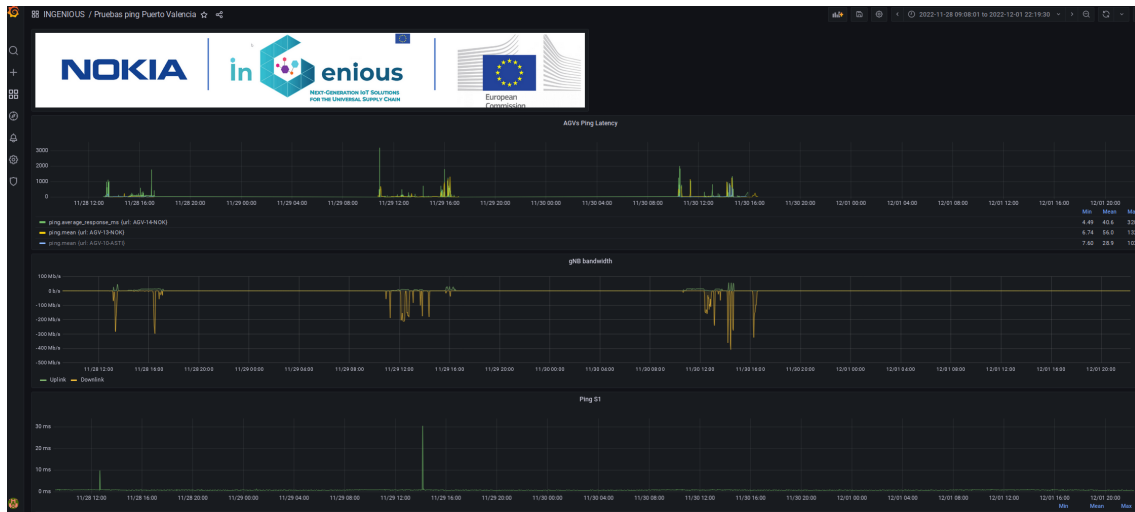 INGENIOUS / Pruebas ping Puerto Valencia
2022-11-28 09:08:01 to 2022-12-01 22:19:30
NOKIA
in G enious
NEXT-GENERATION IoT SOLUTIONS
FOR THE UNIVERSAL SUPPLY CHAIN
European
Commission
AGVs Ping Latency
3000
2000
1000
0
11/28 12:00 11/28 16:00 11/28 20:00 11/29 00:00 11/29 04:00 11/29 08:00 11/29 12:00 11/29 16:00 11/29 20:00 11/30 00:00 11/30 04:00 11/30 08:00 11/30 12:00 11/30 16:00 11/30 20:00 12/01 00:00 12/01 04:00 12/01 08:00 12/01 12:00 12/01 16:00 12/01 20:00
Min Mean
ping.average_response_ms (url: AGV-14-NOK) 4.49 40.6
ping.mean (url: AGV-13-NOK) 6.74 56.0
ping.mean (url: AGV-10-ASTI) 7.60 28.9
gNB bandwidth
100 Mb/s
0 b/s
-100 Mb/s
-200 Mb/s
-300 Mb/s
-400 Mb/s
-500 Mb/s
11/28 12:00 11/28 16:00 11/28 20:00 11/29 00:00 11/29 04:00 11/29 08:00 11/29 12:00 11/29 16:00 11/29 20:00 11/30 00:00 11/30 04:00 11/30 08:00 11/30 12:00 11/30 16:00 11/30 20:00 12/01 00:00 12/01 04:00 12/01 08:00 12/01 12:00 12/01 16:00 12/01 20:00
Uplink Downlink
Ping S1
30 ms
20 ms
10 ms
0 ms
11/28 12:00 11/28 16:00 11/28 20:00 11/29 00:00 11/29 04:00 11/29 08:00 11/29 12:00 11/29 16:00 11/29 20:00 11/30 00:00 11/30 04:00 11/30 08:00 11/30 12:00 11/30 16:00 11/30 20:00 12/01 00:00 12/01 04:00 12/01 08:00 12/01 12:00 12/01 16:00 12/01 20:00
Min Mean Max